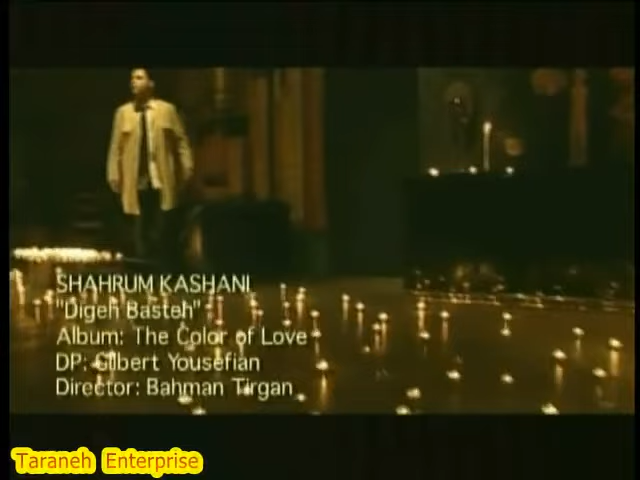 SHAHRUM KASHANI
"Digeh Basteh"
Album: The Color of Love
DP: Gilbert Yousefian
Director: Bahman Tirgan
Taraneh Enterprise